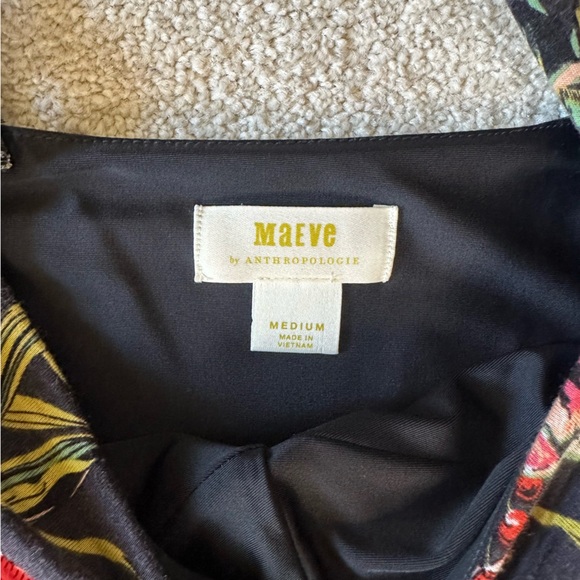 MaEVe
by ANTHROPOLOGIE
MEDIUM
MADE IN
VIETNAM